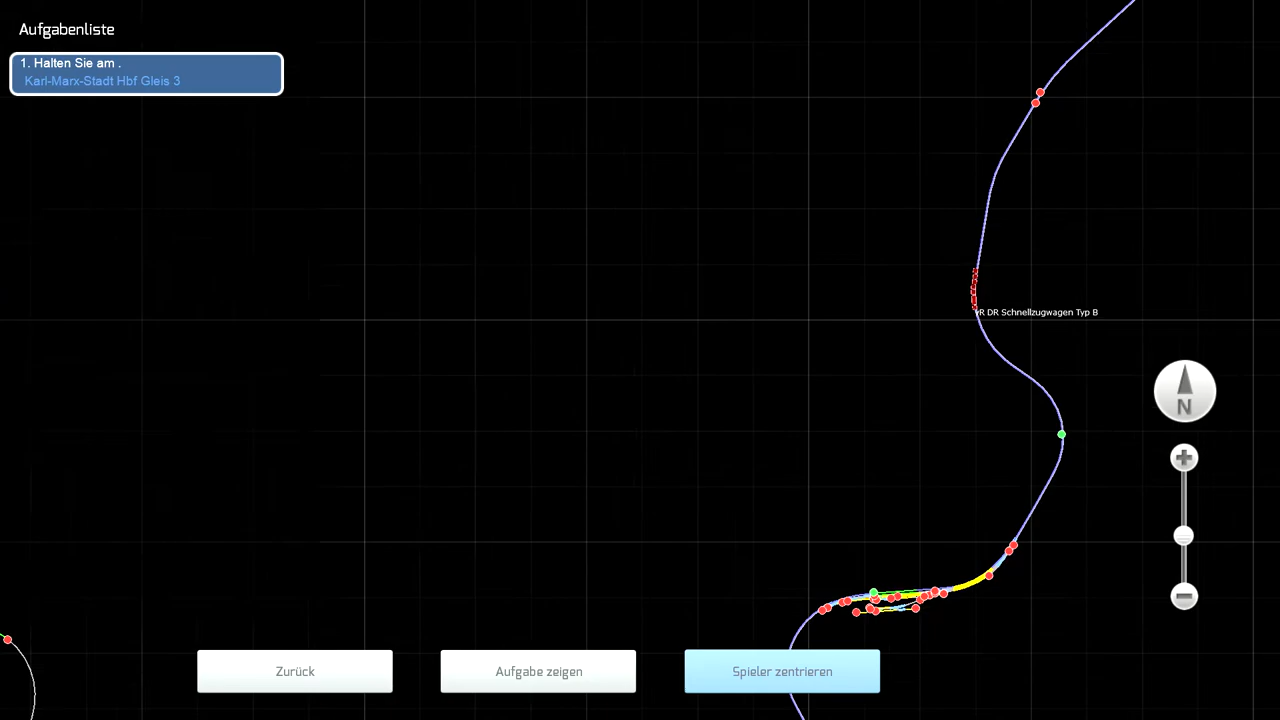 Aufgabenliste
1. Halten Sie am .
Karl-Marx-Stadt Hbf Gleis 3
R DR Schnellzugwagen Typ B
N
Zurück
Aufgabe zeigen
Spieler zentrieren